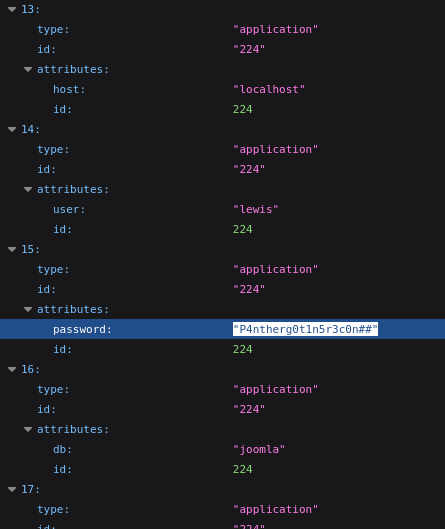 13:
type: "application"
id: "224"
attributes:
host: "localhost"
id: 224
14:
type: "application"
id: "224"
attributes:
user: "lewis"
id: 224
15:
type: "application"
id: "224"
attributes:
password: "P4ntherg0t1n5r3c0n##"
id: 224
16:
type: "application"
id: "224"
attributes:
db: "joomla"
id: 224
17:
type: "application"
id: "224"